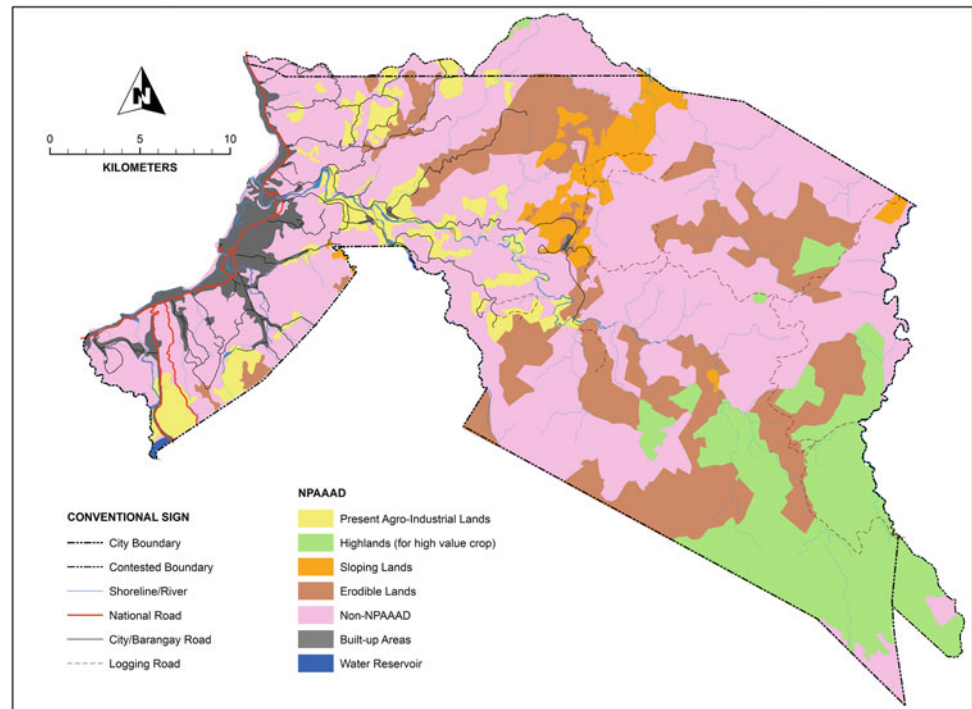 N
0 5 10
KILOMETERS
CONVENTIONAL SIGN
City Boundary
Contested Boundary
Shoreline/River
National Road
City/Barangay Road
Logging Road
NPAAAD
Present Agro-Industrial Lands
Highlands (for high value crop)
Sloping Lands
Erodible Lands
Non-NPAAAD
Built-up Areas
Water Reservoir